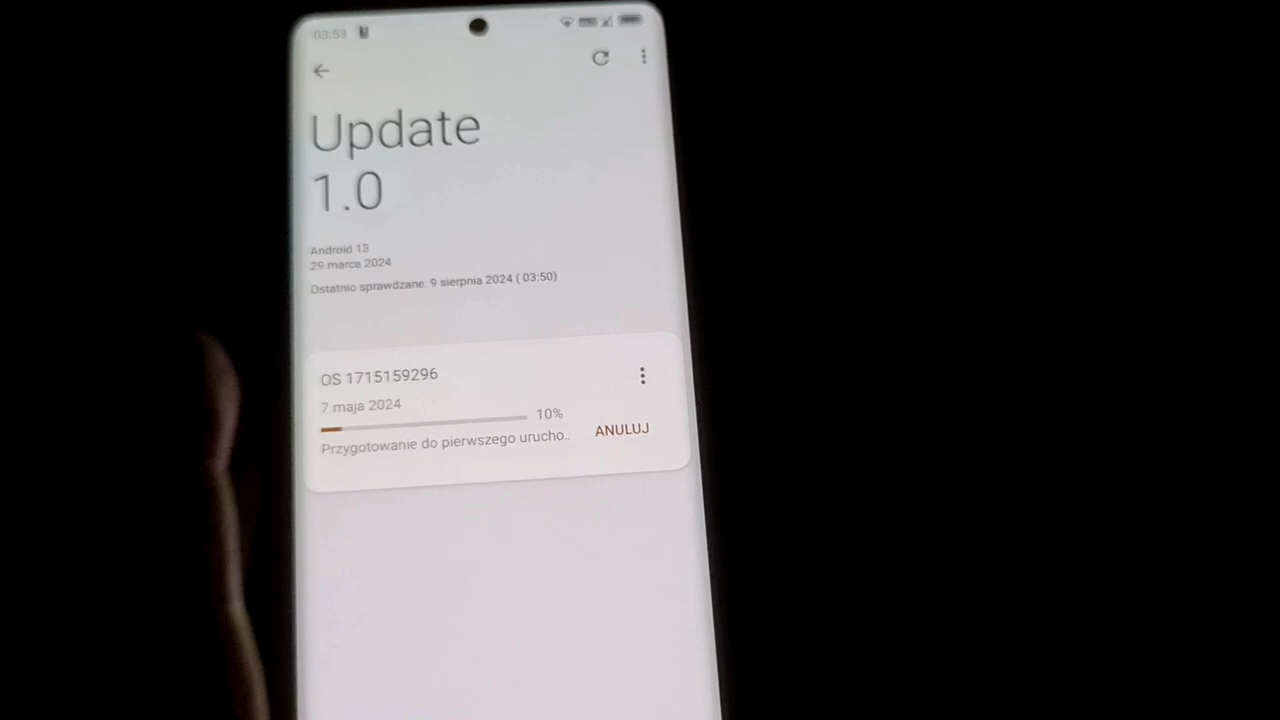 03:53
Update
1.0
Android 13
29 marca 2024
Ostatnio sprawdzane: 9 sierpnia 2024 ( 03:50)
OS 1715159296
7 maja 2024
10%
Przygotowanie do pierwszego urucho..
ANULUJ